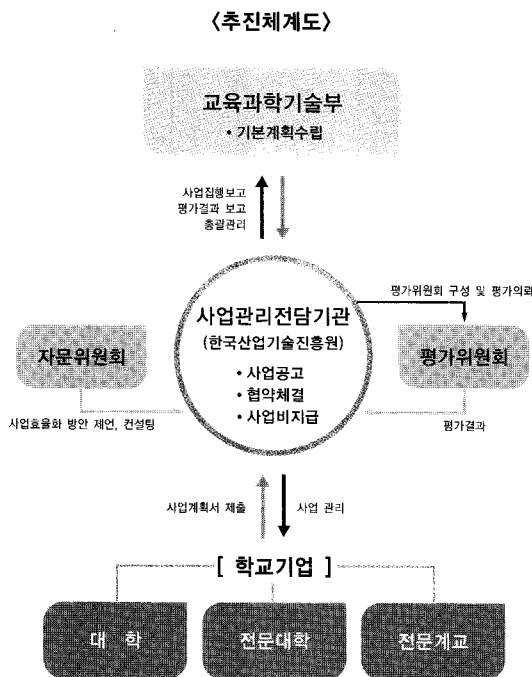 <추진체계도>
교육과학기술부
• 기본계획수립
사업집행보고
평가결과 보고
총괄관리
평가위원회 구성 및 평가의뢰
사업관리전담기관
(한국산업기술진흥원)
• 사업공고
• 협약체결
• 사업비지급
자문위원회
평가위원회
사업효율화 방안 제언, 컨설팅
평가결과
사업계획서 제출
사업 관리
[ 학교기업 ]
대 학
전문대학
전문계고